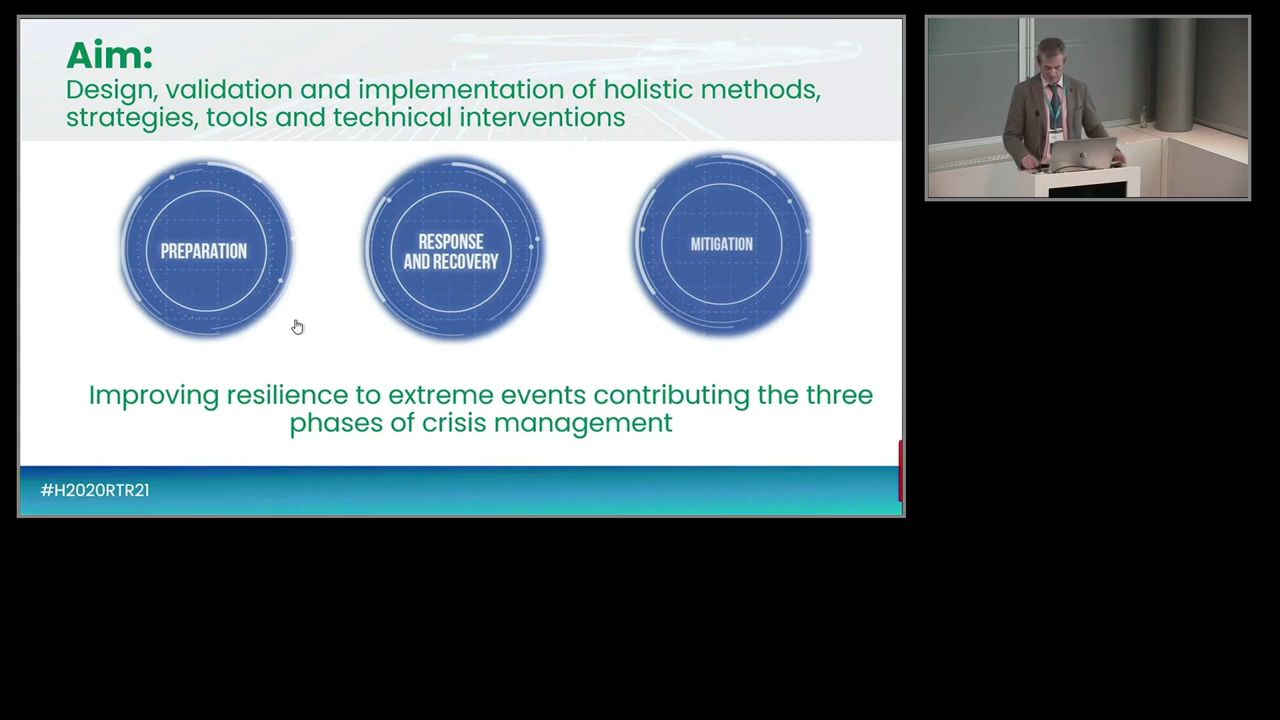 Aim:
Design, validation and implementation of holistic methods,
strategies, tools and technical interventions
PREPARATION
RESPONSE
AND RECOVERY
MITIGATION
Improving resilience to extreme events contributing the three
phases of crisis management
#H2020RTR21